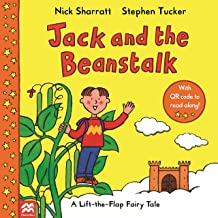 Nick Sharratt Stephen Tucker
Jack and the
Beanstalk
With
QR code to
read along!
A Lift-the-Flap Fairy Tale